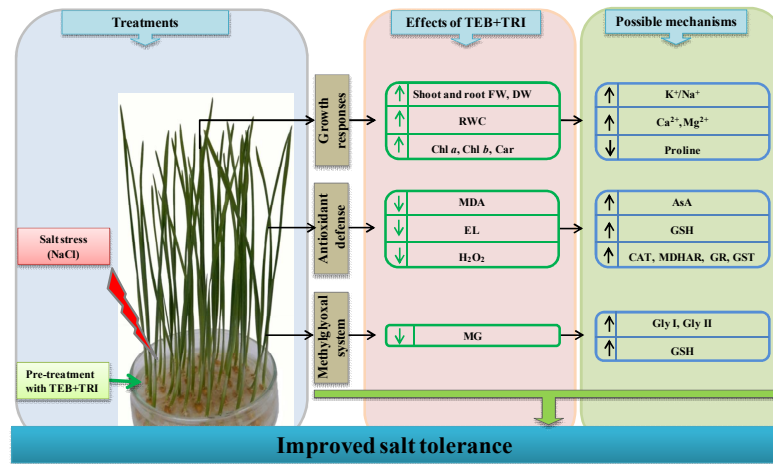 Treatments
Effects of TEB+TRI
Possible mechanisms
Growth
responses
↑ Shoot and root FW, DW
↑ RWC
↑ Chl a, Chl b, Car
↑ K⁺/Na⁺
↑ Ca²⁺,Mg²⁺
↓ Proline
Salt stress
(NaCl)
Antioxidant
defense
↓ MDA
↓ EL
↓ H₂O₂
↑ AsA
↑ GSH
↑ CAT, MDHAR, GR, GST
Pre-treatment
with TEB+TRI
Methylglyoxal
system
↓ MG
↑ Gly I, Gly II
↑ GSH
Improved salt tolerance